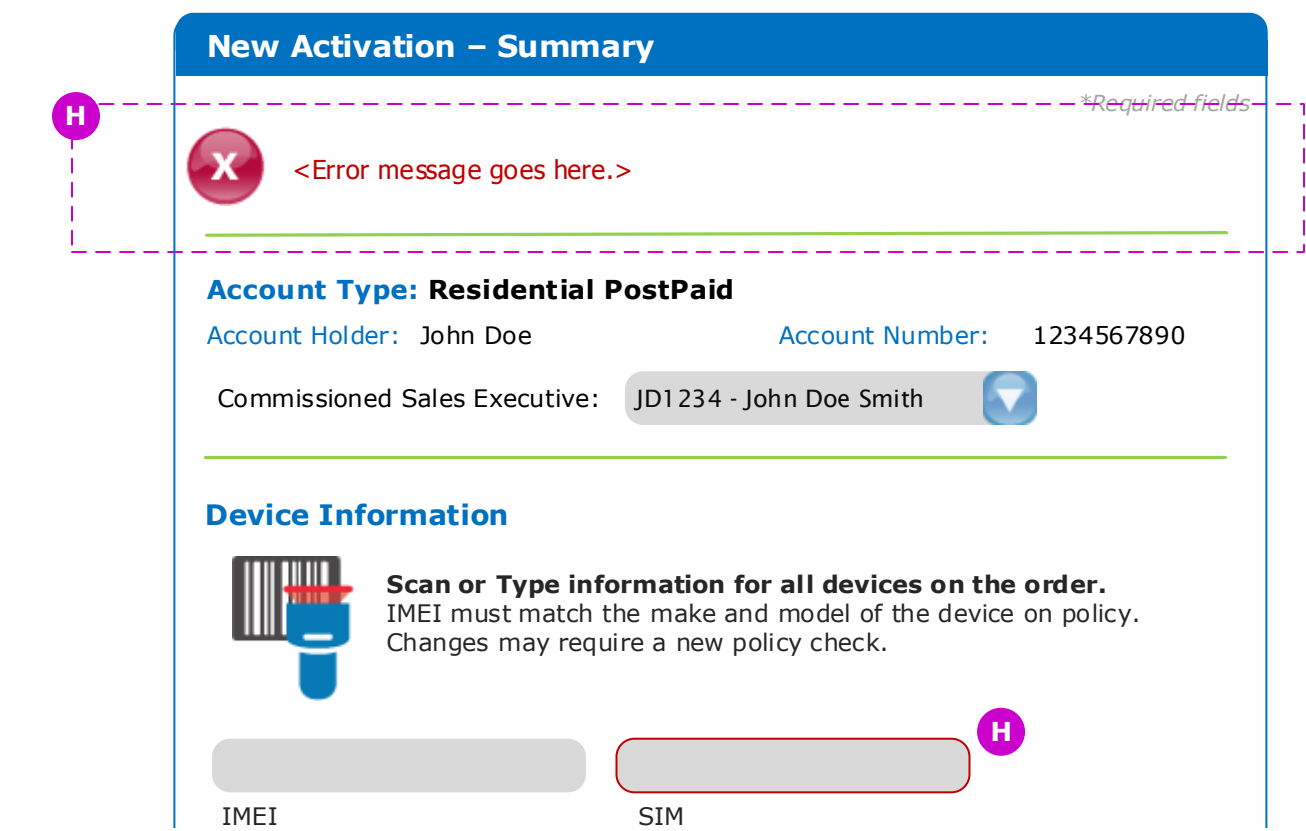 New Activation – Summary
*Required fields
H
X
<Error message goes here.>
Account Type: Residential PostPaid
Account Holder: John Doe Account Number: 1234567890
Commissioned Sales Executive: JD1234 - John Doe Smith
Device Information
Scan or Type information for all devices on the order.
IMEI must match the make and model of the device on policy.
Changes may require a new policy check.
H
IMEI SIM